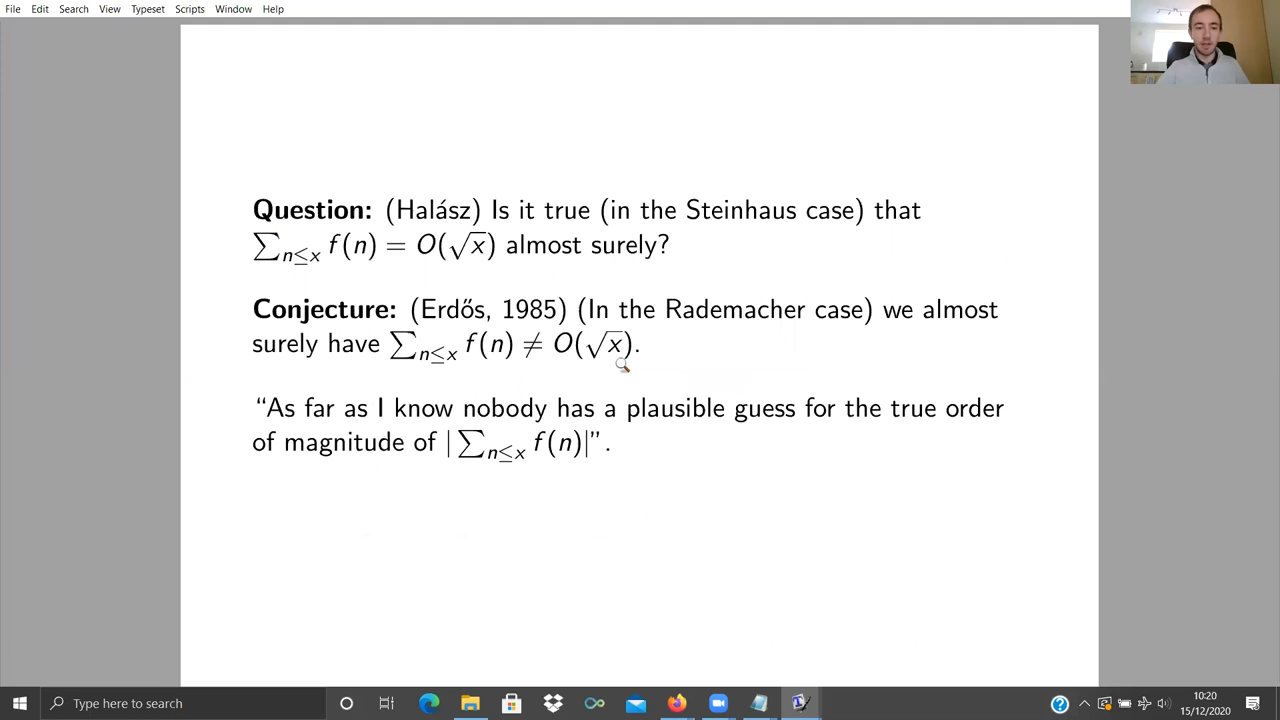 File Edit Search View Typeset Scripts Window Help
Question: (Halász) Is it true (in the Steinhaus case) that
∑n≤x f(n) = O(√x) almost surely?
Conjecture: (Erdős, 1985) (In the Rademacher case) we almost
surely have ∑n≤x f(n) ≠ O(√x).
“As far as I know nobody has a plausible guess for the true order
of magnitude of |∑n≤x f(n)|”.
Type here to search
10:20
15/12/2020